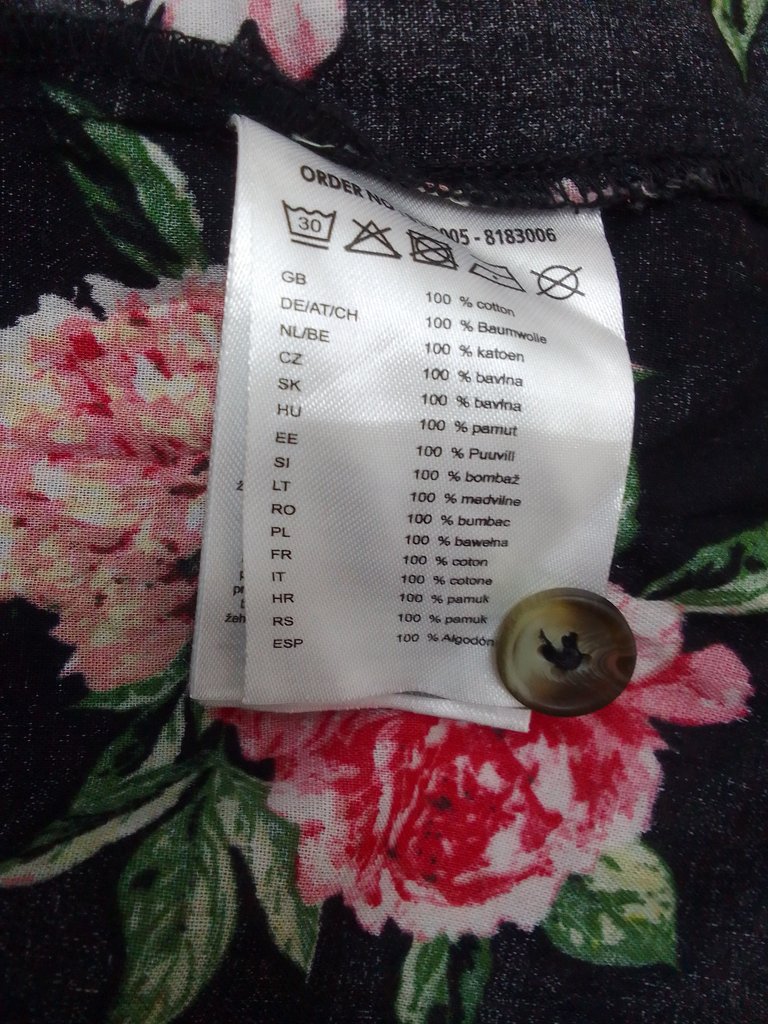 ORDER NO 005 - 8183006
30
GB 100 % cotton
DE/AT/CH 100 % Baumwolle
NL/BE 100 % katoen
CZ 100 % bavlna
SK 100 % bavlna
HU 100 % pamut
EE 100 % Puuvill
SI 100 % bombaž
LT 100 % medvilne
RO 100 % bumbac
PL 100 % bawełna
FR 100 % coton
IT 100 % cotone
HR 100 % pamuk
RS 100 % pamuk
ESP 100 % Algodón